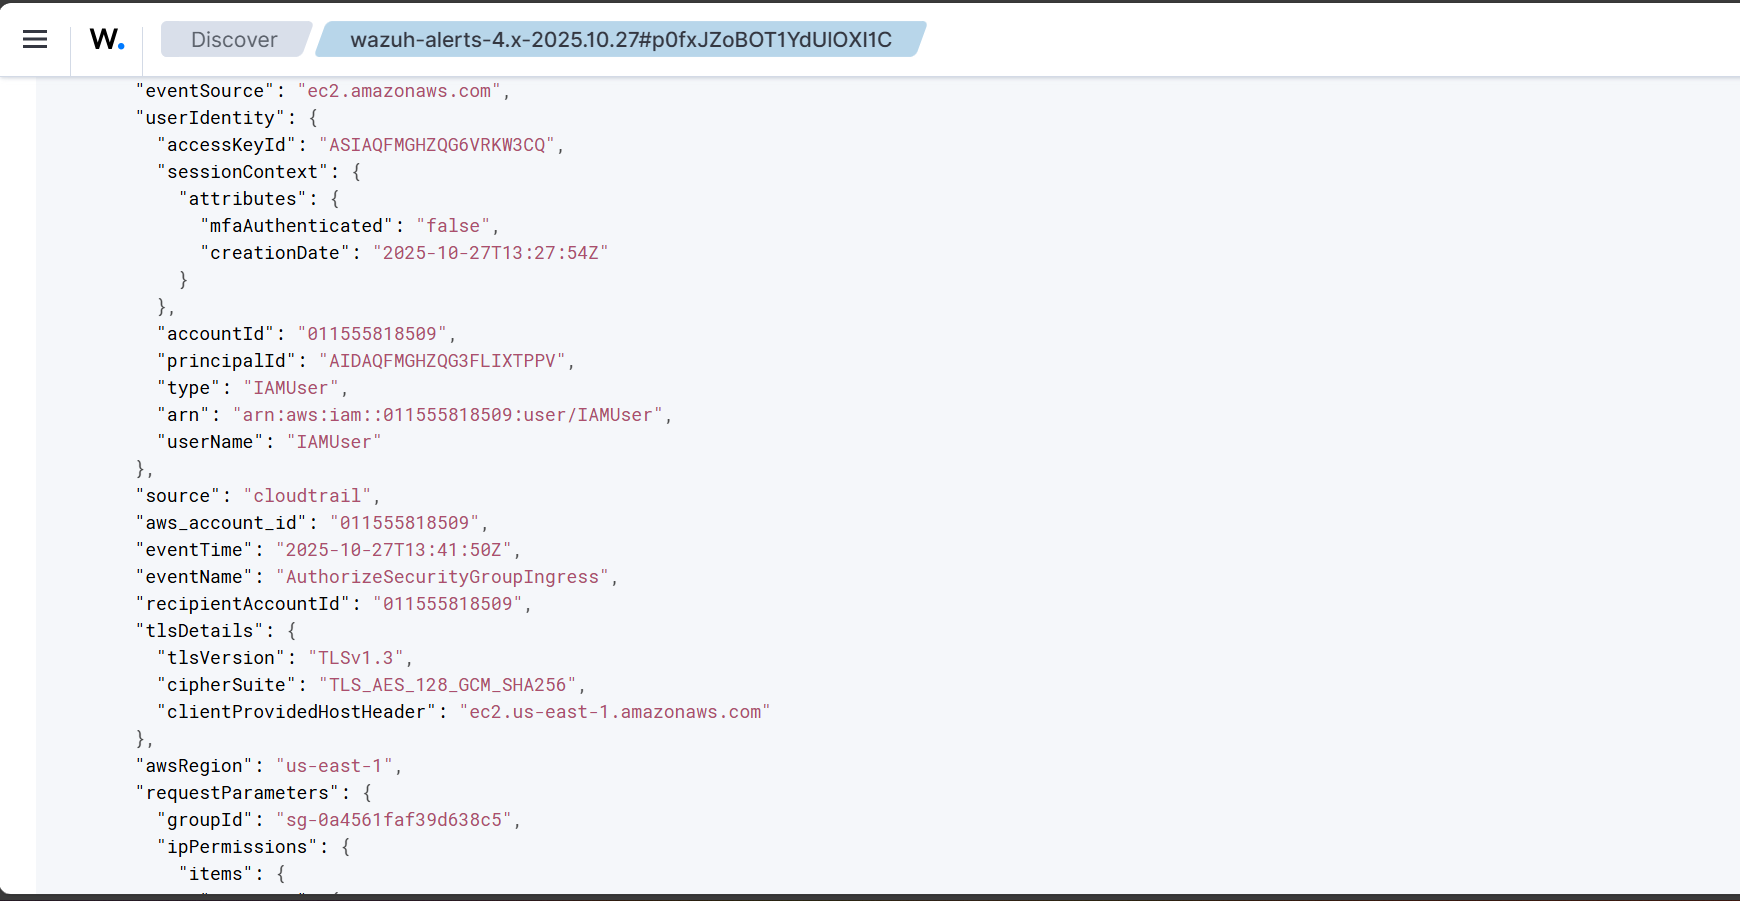 W.
Discover
wazuh-alerts-4.x-2025.10.27#p0fxJZoBOT1YdUlOXI1C
"eventSource": "ec2.amazonaws.com",
"userIdentity": {
"accessKeyId": "ASIAQFMGHZQG6VRKW3CQ",
"sessionContext": {
"attributes": {
"mfaAuthenticated": "false",
"creationDate": "2025-10-27T13:27:54Z"
}
},
"accountId": "011555818509",
"principalId": "AIDAQFMGHZQG3FLIXTPPV",
"type": "IAMUser",
"arn": "arn:aws:iam::011555818509:user/IAMUser",
"userName": "IAMUser"
},
"source": "cloudtrail",
"aws_account_id": "011555818509",
"eventTime": "2025-10-27T13:41:50Z",
"eventName": "AuthorizeSecurityGroupIngress",
"recipientAccountId": "011555818509",
"tlsDetails": {
"tlsVersion": "TLSv1.3",
"cipherSuite": "TLS_AES_128_GCM_SHA256",
"clientProvidedHostHeader": "ec2.us-east-1.amazonaws.com"
},
"awsRegion": "us-east-1",
"requestParameters": {
"groupId": "sg-0a4561faf39d638c5",
"ipPermissions": {
"items": {